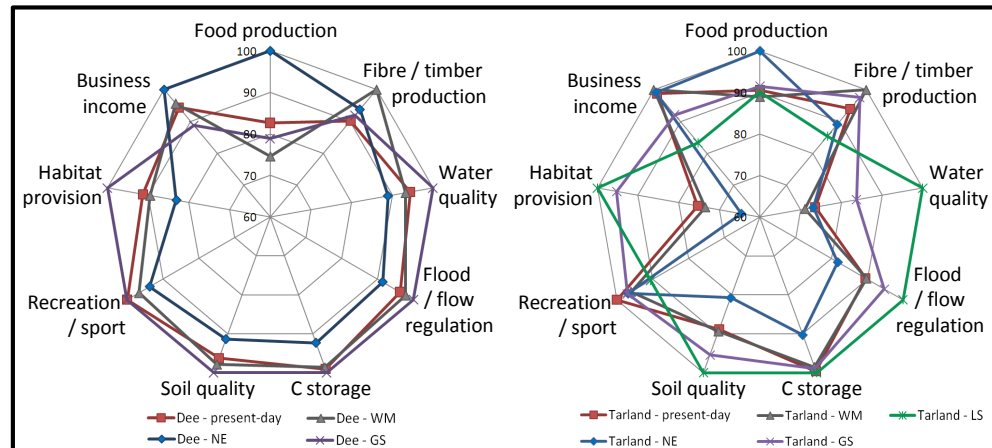 Food production
100
90
80
70
60
Fibre / timber
production
Water
quality
Flood
/ flow
regulation
C storage
Soil quality
Recreation
/ sport
Habitat
provision
Business
income
Dee - present-day
Dee - WM
Dee - NE
Dee - GS
Food production
100
90
80
70
60
Fibre / timber
production
Water
quality
Flood
/ flow
regulation
C storage
Soil quality
Recreation
/ sport
Habitat
provision
Business
income
Tarland - present-day
Tarland - WM
Tarland - LS
Tarland - NE
Tarland - GS